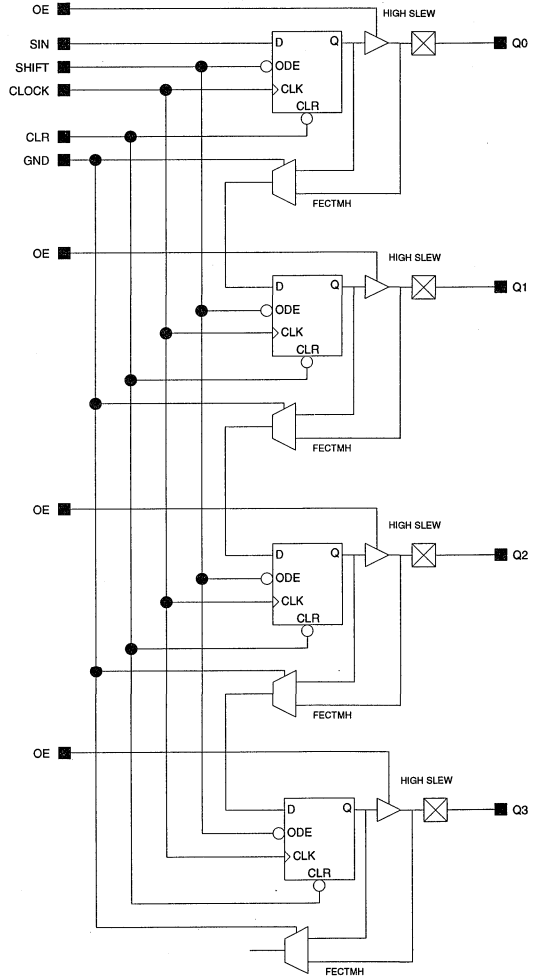 OE
HIGH SLEW
SIN
D
Q
Q0
SHIFT
ODE
CLOCK
CLK
CLR
CLR
GND
FECTMH
OE
HIGH SLEW
D
Q
Q1
ODE
CLK
CLR
FECTMH
OE
HIGH SLEW
D
Q
Q2
ODE
CLK
CLR
FECTMH
OE
HIGH SLEW
D
Q
Q3
ODE
CLK
CLR
FECTMH